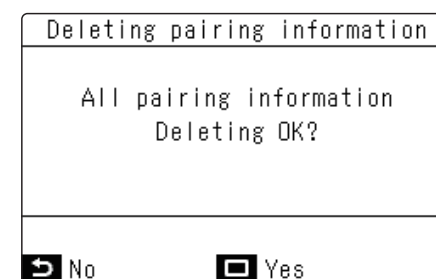 Deleting pairing information
All pairing information
Deleting OK?
No Yes